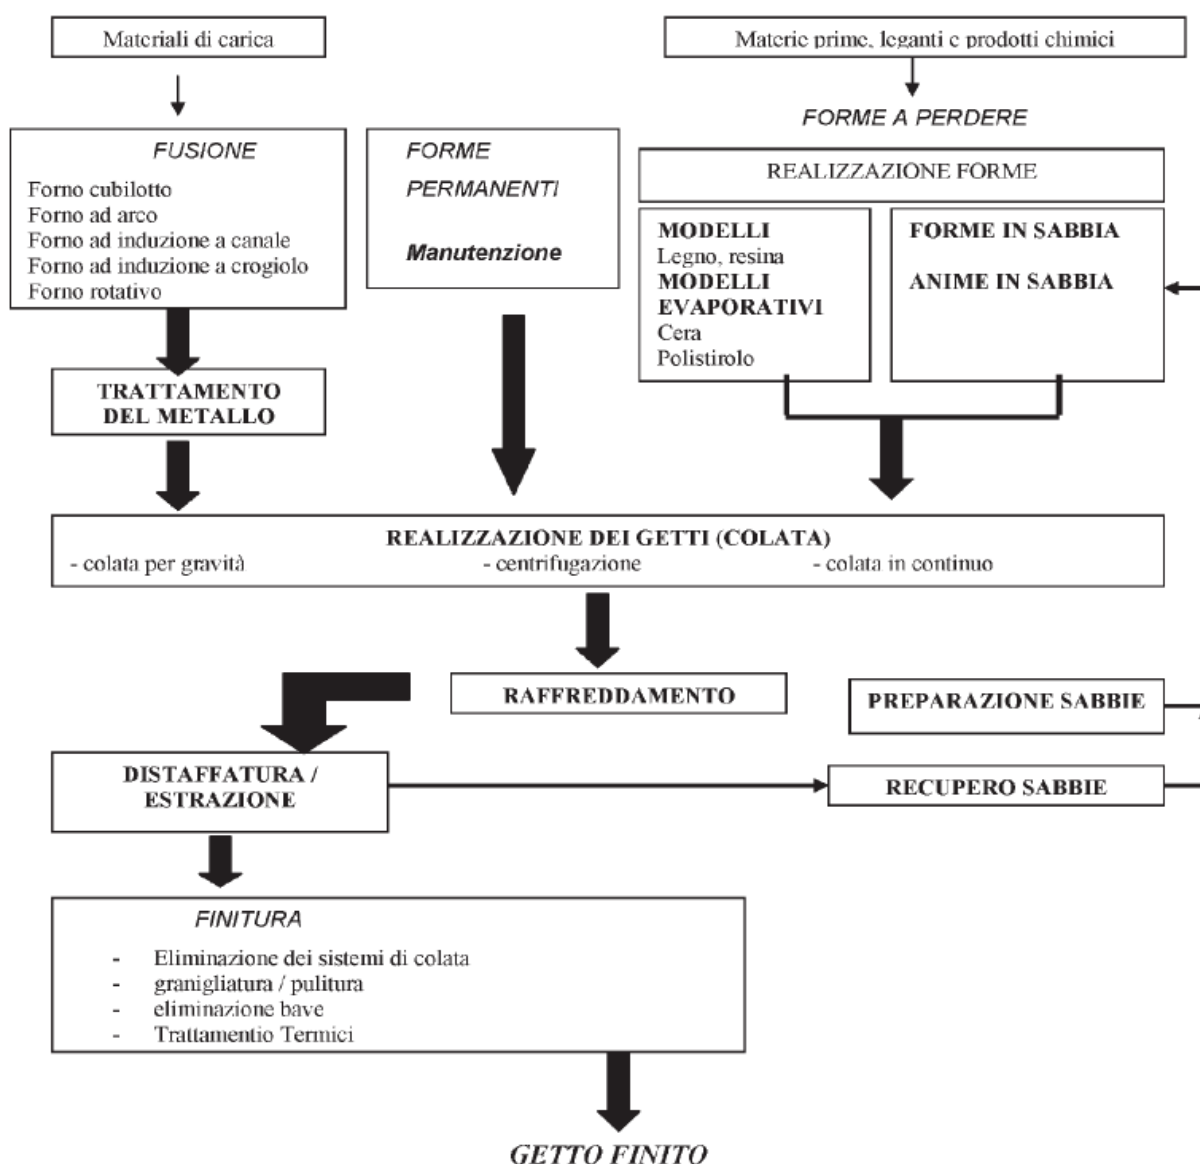 Materiali di carica
Materie prime, leganti e prodotti chimici
FORME A PERDERE
FUSIONE
Forno cubilotto
Forno ad arco
Forno ad induzione a canale
Forno ad induzione a crogiolo
Forno rotativo
FORME
PERMANENTI
Manutenzione
REALIZZAZIONE FORME
MODELLI
Legno, resina
MODELLI
EVAPORATIVI
Cera
Polistirolo
FORME IN SABBIA
ANIME IN SABBIA
TRATTAMENTO
DEL METALLO
REALIZZAZIONE DEI GETTI (COLATA)
- colata per gravità - centrifugazione - colata in continuo
RAFFREDDAMENTO
PREPARAZIONE SABBIE
DISTAFFATURA /
ESTRAZIONE
RECUPERO SABBIE
FINITURA
- Eliminazione dei sistemi di colata
- granigliatura / pulitura
- eliminazione bave
- Trattamentio Termici
GETTO FINITO